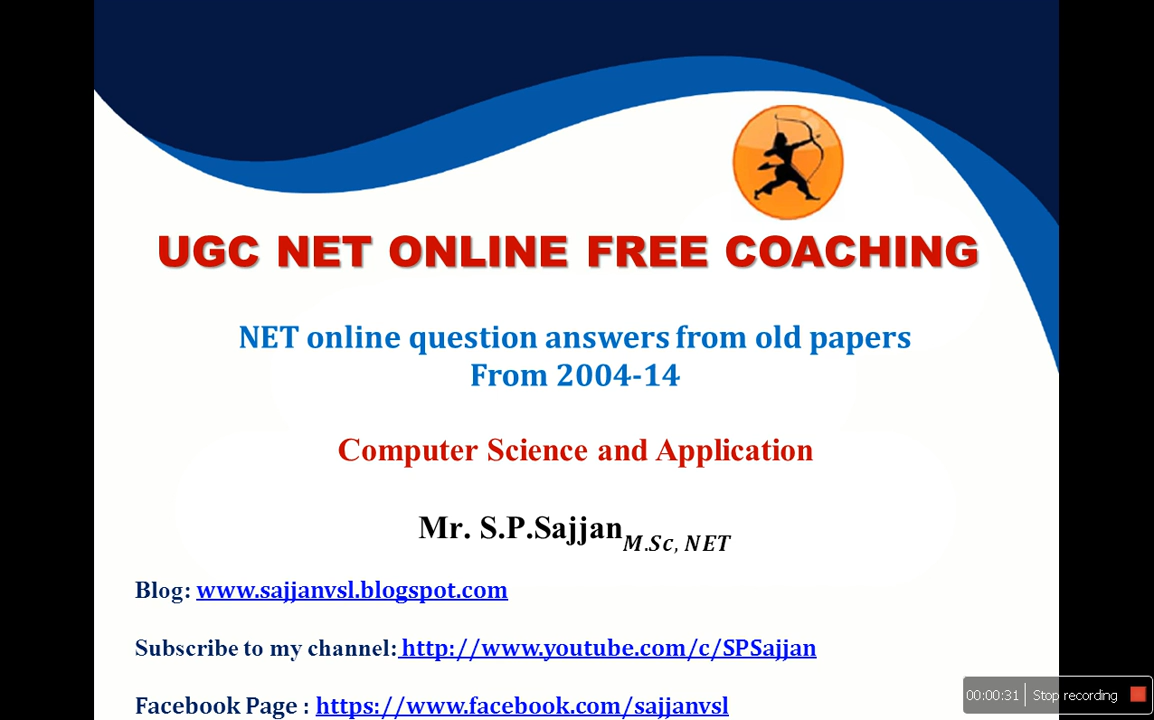 UGC NET ONLINE FREE COACHING
NET online question answers from old papers
From 2004-14
Computer Science and Application
Mr. S.P.Sajjan M.Sc, NET
Blog: www.sajjanvsl.blogspot.com
Subscribe to my channel: http://www.youtube.com/c/SPSajjan
Facebook Page : https://www.facebook.com/sajjanvsl
00:00:31 Stop recording